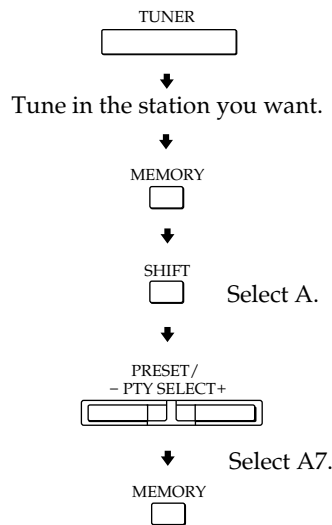 TUNER
Tune in the station you want.
MEMORY
SHIFT
Select A.
PRESET/
– PTY SELECT+
Select A7.
MEMORY